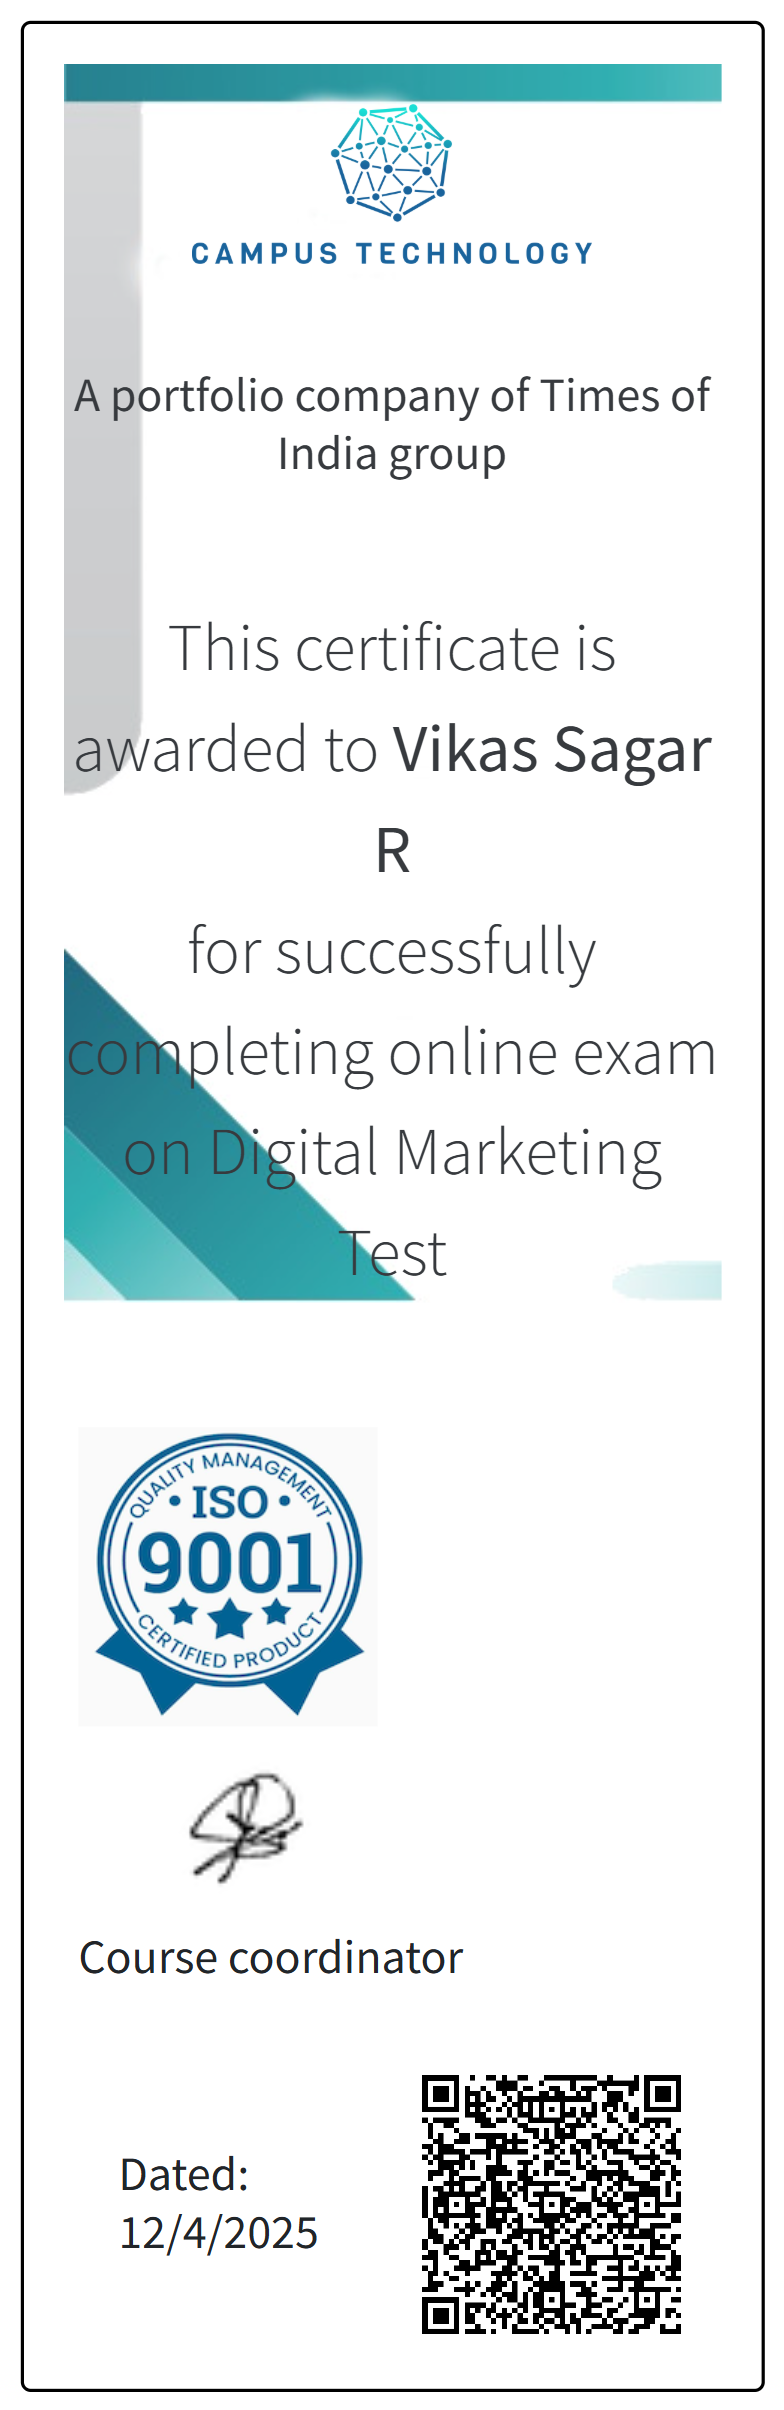 CAMPUS TECHNOLOGY
A portfolio company of Times of
India group
This certificate is
awarded to Vikas Sagar
R
for successfully
completing online exam
on Digital Marketing
Test
QUALITY MANAGEMENT
ISO
9001
CERTIFIED PRODUCT
Course coordinator
Dated:
12/4/2025